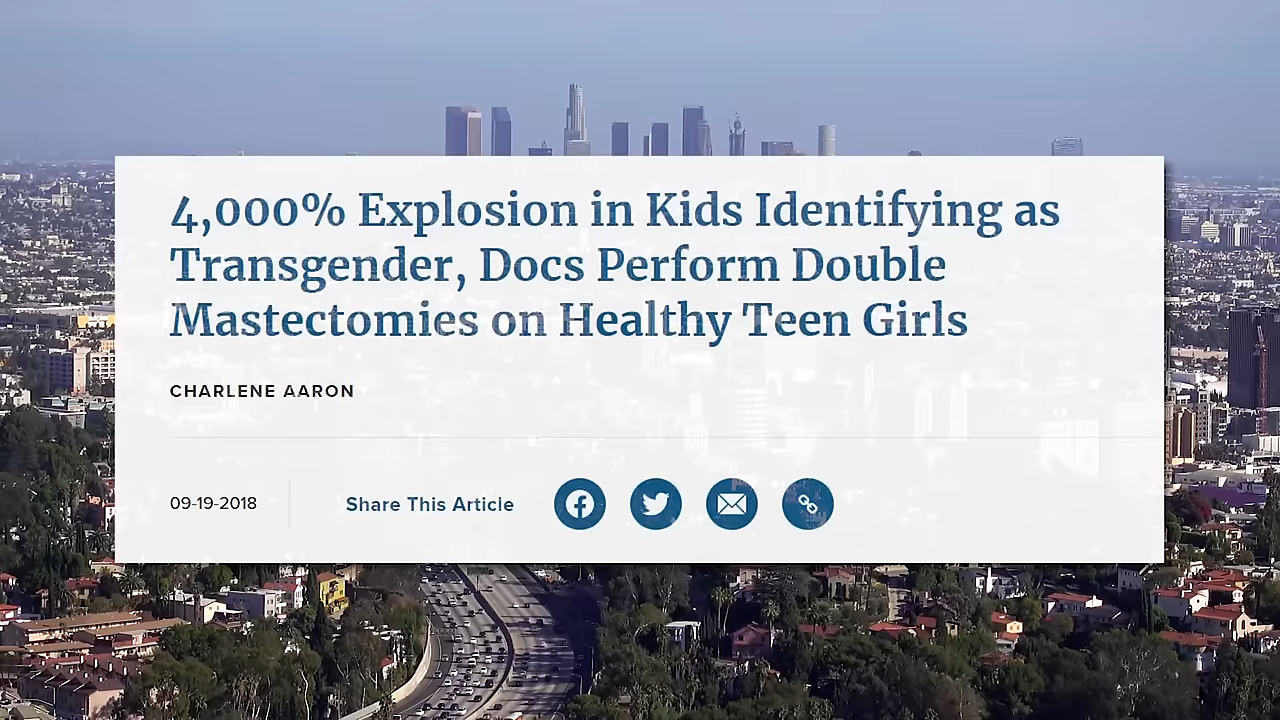 4,000% Explosion in Kids Identifying as
Transgender, Docs Perform Double
Mastectomies on Healthy Teen Girls
CHARLENE AARON
09-19-2018
Share This Article